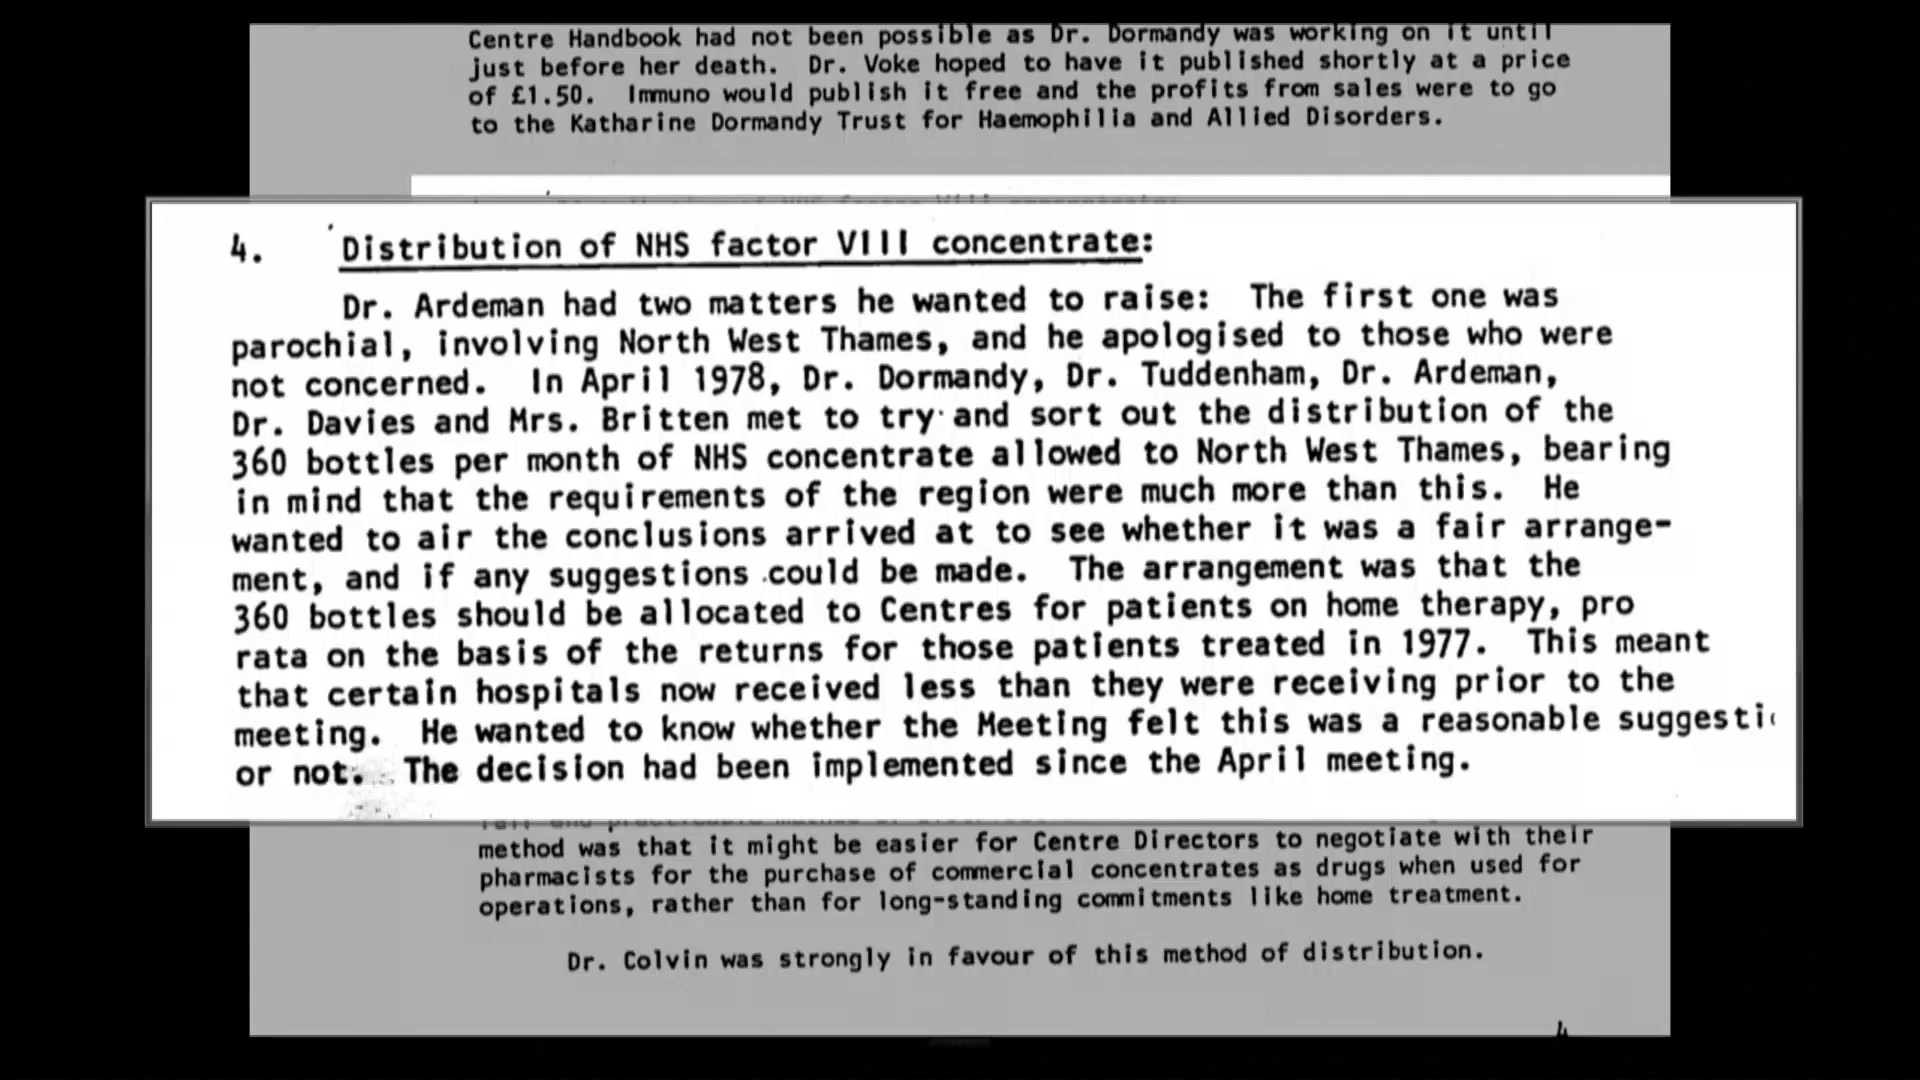 Centre Handbook had not been possible as Dr. Dormandy was working on it until
just before her death. Dr. Voke hoped to have it published shortly at a price
of £1.50. Immuno would publish it free and the profits from sales were to go
to the Katharine Dormandy Trust for Haemophilia and Allied Disorders.
4. Distribution of NHS factor VIII concentrate:
Dr. Ardeman had two matters he wanted to raise: The first one was
parochial, involving North West Thames, and he apologised to those who were
not concerned. In April 1978, Dr. Dormandy, Dr. Tuddenham, Dr. Ardeman,
Dr. Davies and Mrs. Britten met to try and sort out the distribution of the
360 bottles per month of NHS concentrate allowed to North West Thames, bearing
in mind that the requirements of the region were much more than this. He
wanted to air the conclusions arrived at to see whether it was a fair arrange-
ment, and if any suggestions could be made. The arrangement was that the
360 bottles should be allocated to Centres for patients on home therapy, pro
rata on the basis of the returns for those patients treated in 1977. This meant
that certain hospitals now received less than they were receiving prior to the
meeting. He wanted to know whether the Meeting felt this was a reasonable suggesti
or not. The decision had been implemented since the April meeting.
method was that it might be easier for Centre Directors to negotiate with their
pharmacists for the purchase of commercial concentrates as drugs when used for
operations, rather than for long-standing commitments like home treatment.
Dr. Colvin was strongly in favour of this method of distribution.